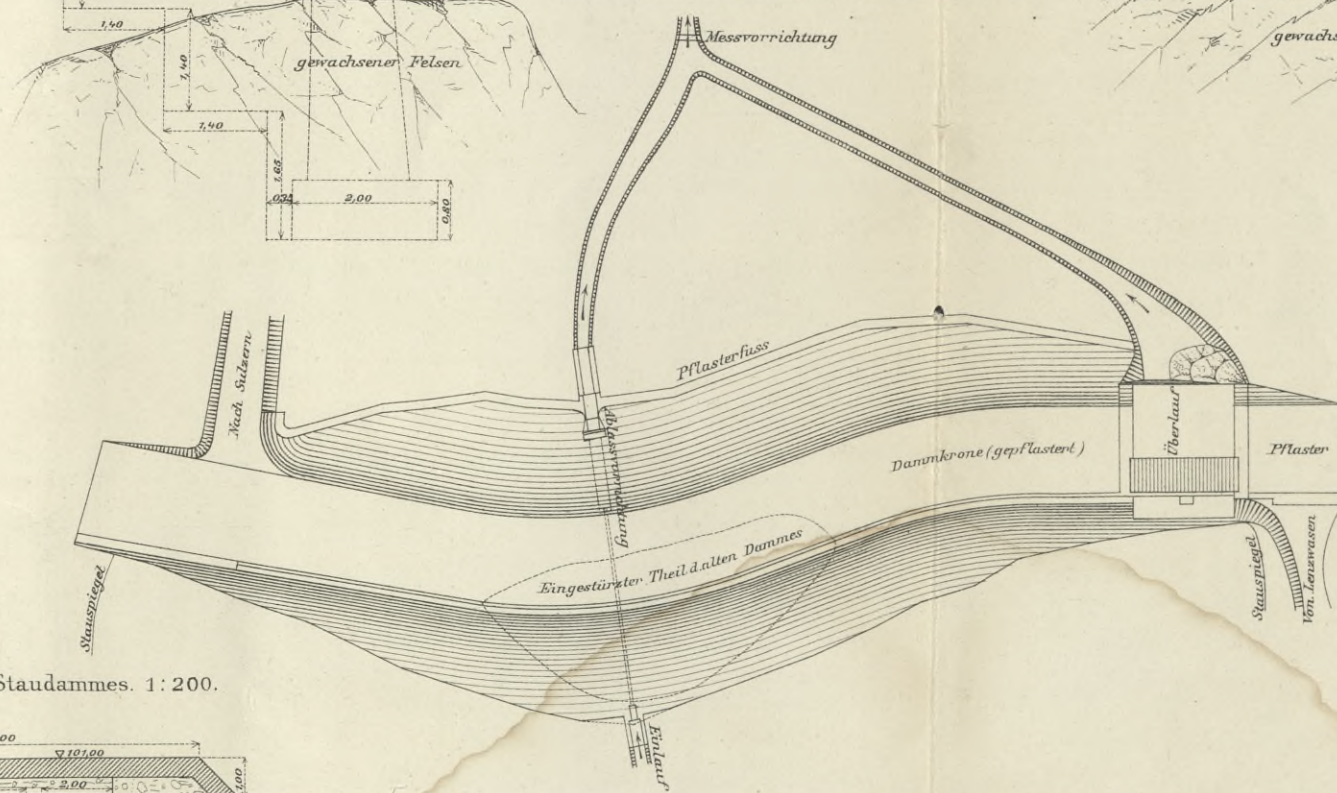 1,40
1,40
gewachsener Felsen
1,40
1,65
0,35
2,00
0,80
Messvorrichtung
Nach Sulzern
Pflasterfuss
Ablassvorrichtung
Dammkrone (gepflastert)
Überlauf
Pflaster
Eingestürzter Theil d. alten Dammes
Stauspiegel
Stauspiegel
Von Lenzwasen
Staudammes. 1:200.
Einlauf
101,00
2,00